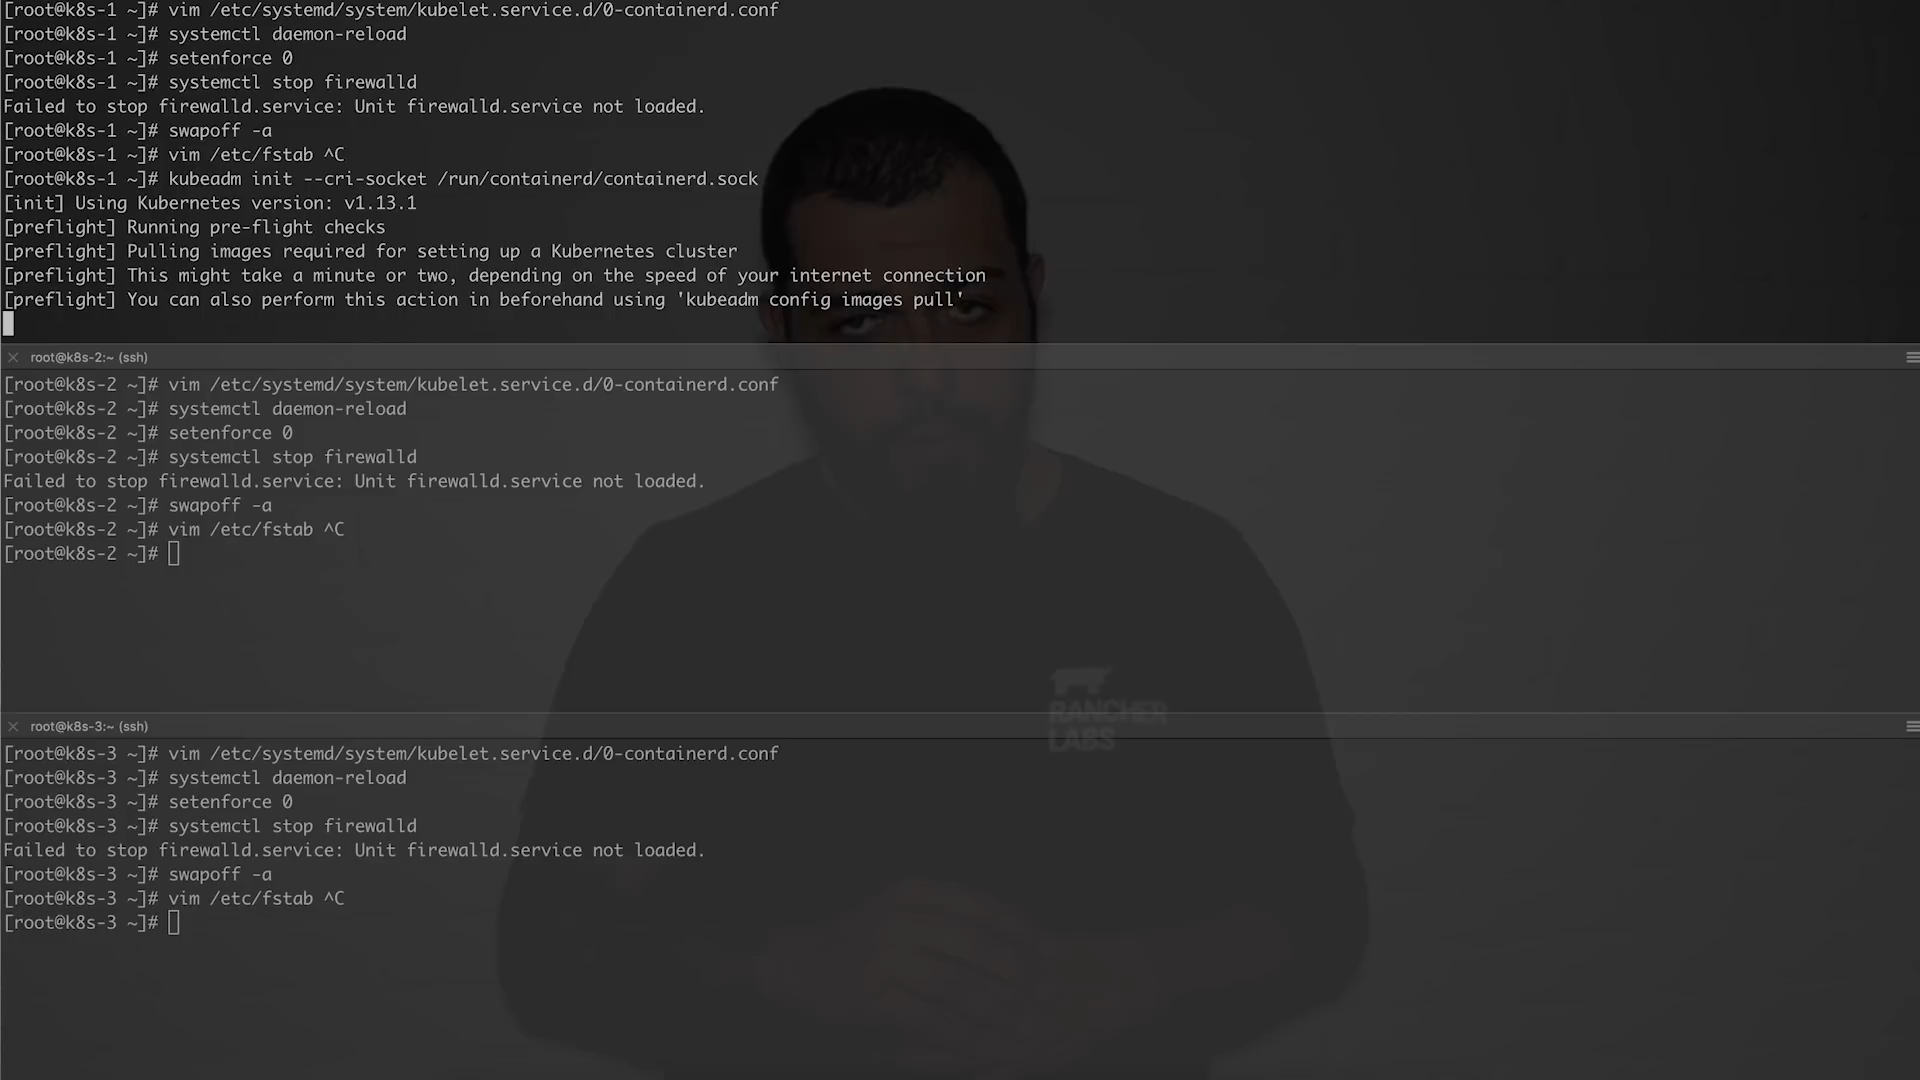 [root@k8s-1 ~]# vim /etc/systemd/system/kubelet.service.d/0-containerd.conf
[root@k8s-1 ~]# systemctl daemon-reload
[root@k8s-1 ~]# setenforce 0
[root@k8s-1 ~]# systemctl stop firewalld
Failed to stop firewalld.service: Unit firewalld.service not loaded.
[root@k8s-1 ~]# swapoff -a
[root@k8s-1 ~]# vim /etc/fstab ^C
[root@k8s-1 ~]# kubeadm init --cri-socket /run/containerd/containerd.sock
[init] Using Kubernetes version: v1.13.1
[preflight] Running pre-flight checks
[preflight] Pulling images required for setting up a Kubernetes cluster
[preflight] This might take a minute or two, depending on the speed of your internet connection
[preflight] You can also perform this action in beforehand using 'kubeadm config images pull'
root@k8s-2:~ (ssh)
[root@k8s-2 ~]# vim /etc/systemd/system/kubelet.service.d/0-containerd.conf
[root@k8s-2 ~]# systemctl daemon-reload
[root@k8s-2 ~]# setenforce 0
[root@k8s-2 ~]# systemctl stop firewalld
Failed to stop firewalld.service: Unit firewalld.service not loaded.
[root@k8s-2 ~]# swapoff -a
[root@k8s-2 ~]# vim /etc/fstab ^C
[root@k8s-2 ~]#
RANCHER
LABS
root@k8s-3:~ (ssh)
[root@k8s-3 ~]# vim /etc/systemd/system/kubelet.service.d/0-containerd.conf
[root@k8s-3 ~]# systemctl daemon-reload
[root@k8s-3 ~]# setenforce 0
[root@k8s-3 ~]# systemctl stop firewalld
Failed to stop firewalld.service: Unit firewalld.service not loaded.
[root@k8s-3 ~]# swapoff -a
[root@k8s-3 ~]# vim /etc/fstab ^C
[root@k8s-3 ~]#